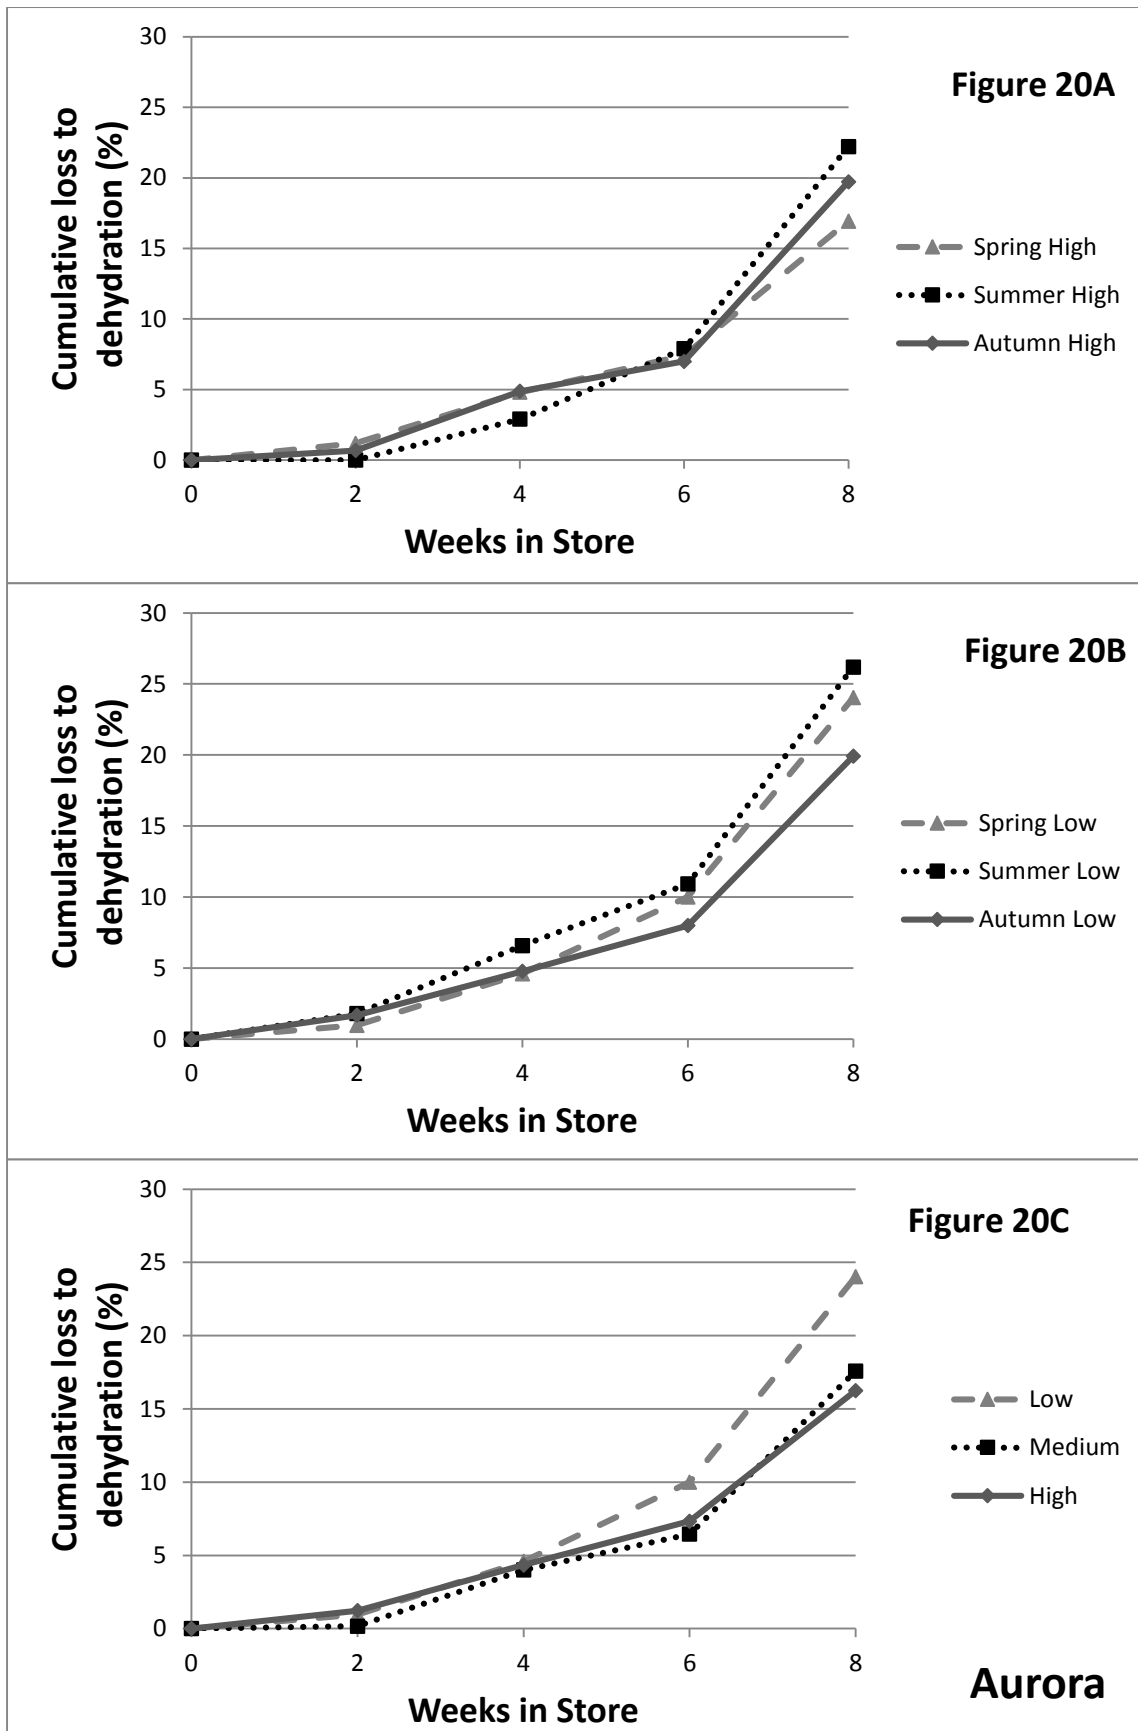 Figure 20A
Cumulative loss to
dehydration (%)
30
25
20
15
10
5
0
0 2 4 6 8
Weeks in Store
Spring High
Summer High
Autumn High
Figure 20B
Cumulative loss to
dehydration (%)
30
25
20
15
10
5
0
0 2 4 6 8
Weeks in Store
Spring Low
Summer Low
Autumn Low
Figure 20C
Cumulative loss to
dehydration (%)
30
25
20
15
10
5
0
0 2 4 6 8
Weeks in Store
Low
Medium
High
Aurora